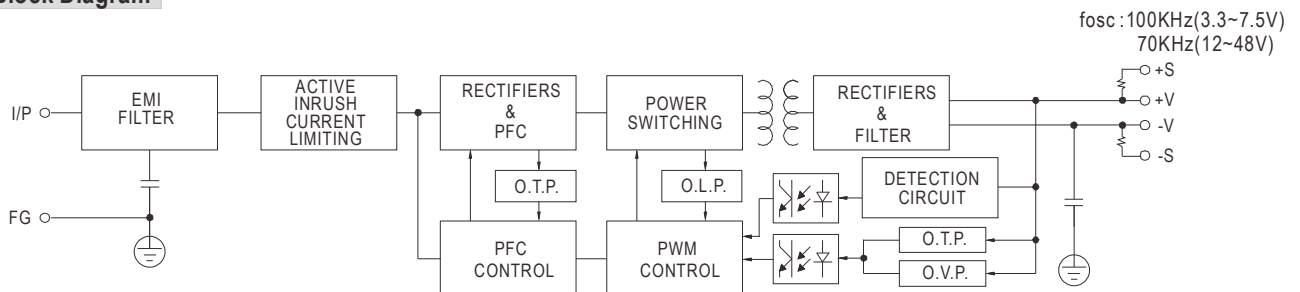 Block Diagram
fosc : 100KHz(3.3~7.5V)
70KHz(12~48V)
I/P
EMI
FILTER
ACTIVE
INRUSH
CURRENT
LIMITING
RECTIFIERS
&
PFC
POWER
SWITCHING
RECTIFIERS
&
FILTER
+S
+V
-V
-S
O.T.P.
O.L.P.
DETECTION
CIRCUIT
FG
PFC
CONTROL
PWM
CONTROL
O.T.P.
O.V.P.